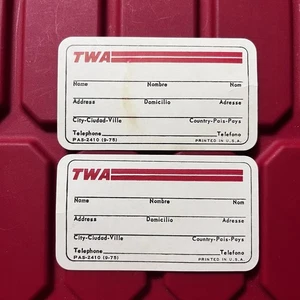 TWA
Name Nombre Nom
Address Domicilio Adresse
City-Ciudad-Ville Country-Pais-Pays
Telephone Telefono
PAS-2410 (9-75) PRINTED IN U.S.A.
TWA
Name Nombre Nom
Address Domicilio Adresse
City-Ciudad-Ville Country-Pais-Pays
Telephone Telefono
PAS-2410 (9-75) PRINTED IN U.S.A.